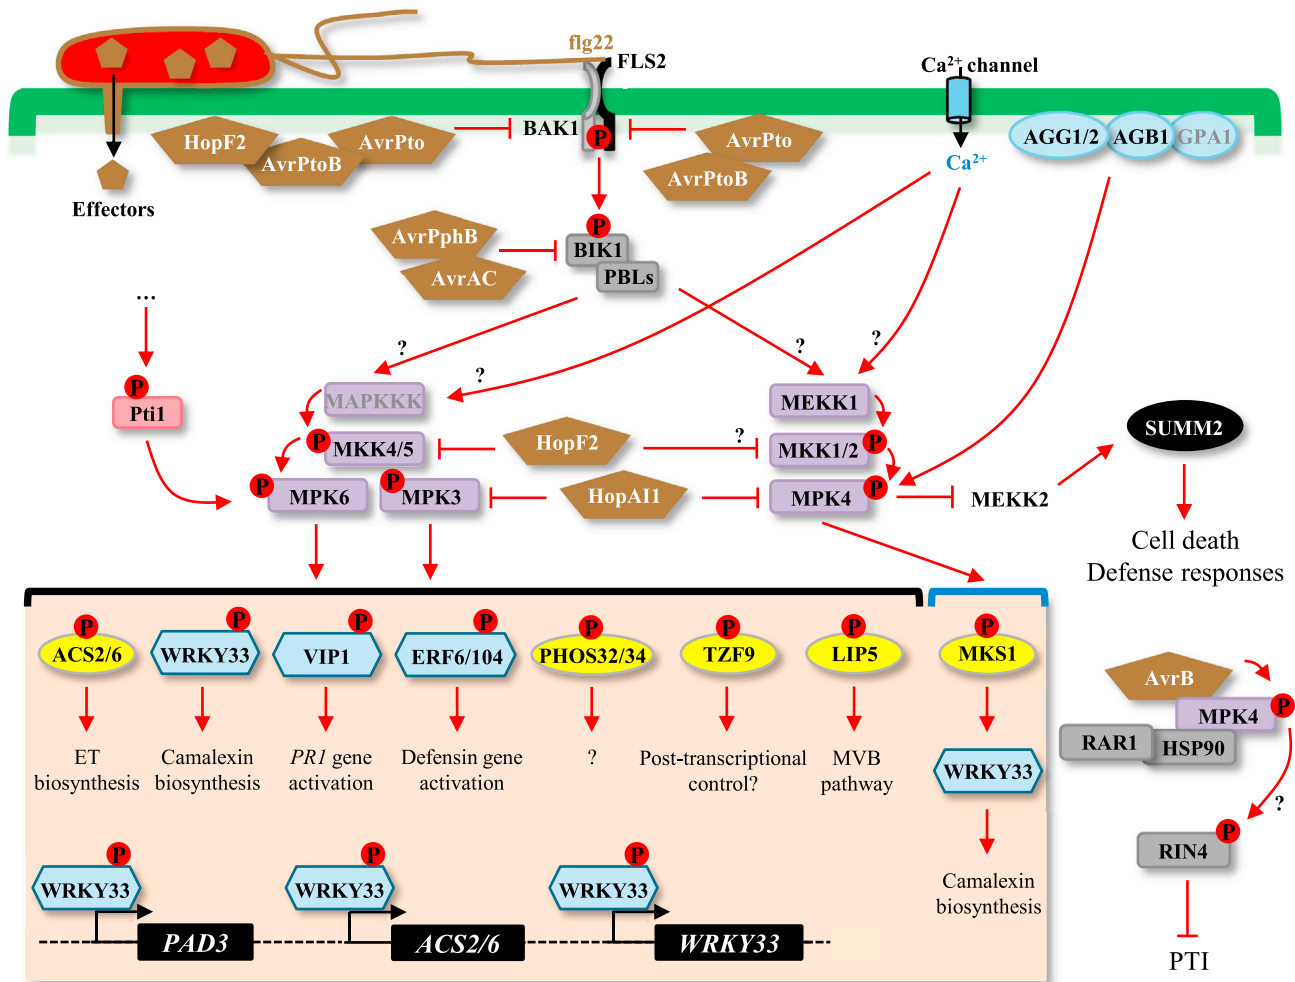 flg22
FLS2
Ca²⁺ channel
HopF2
AvrPtoB
AvrPto
BAK1
P
AvrPto
AvrPtoB
Ca²⁺
AGG1/2
AGB1
GPA1
Effectors
P
AvrPphB
AvrAC
BIK1
PBLs
...
?
?
?
?
P
Pti1
MAPKKK
MEKK1
P
MKK4/5
HopF2
?
MKK1/2
P
SUMM2
P
MPK6
P
MPK3
HopAI1
MPK4
P
MEKK2
Cell death
Defense responses
P
ACS2/6
P
WRKY33
P
VIP1
P
ERF6/104
P
PHOS32/34
P
TZF9
P
LIP5
P
MKS1
ET
biosynthesis
Camalexin
biosynthesis
PR1 gene
activation
Defensin gene
activation
?
Post-transcriptional
control?
MVB
pathway
WRKY33
Camalexin
biosynthesis
AvrB
MPK4
P
RAR1
HSP90
?
P
RIN4
PTI
P
WRKY33
PAD3
P
WRKY33
ACS2/6
P
WRKY33
WRKY33